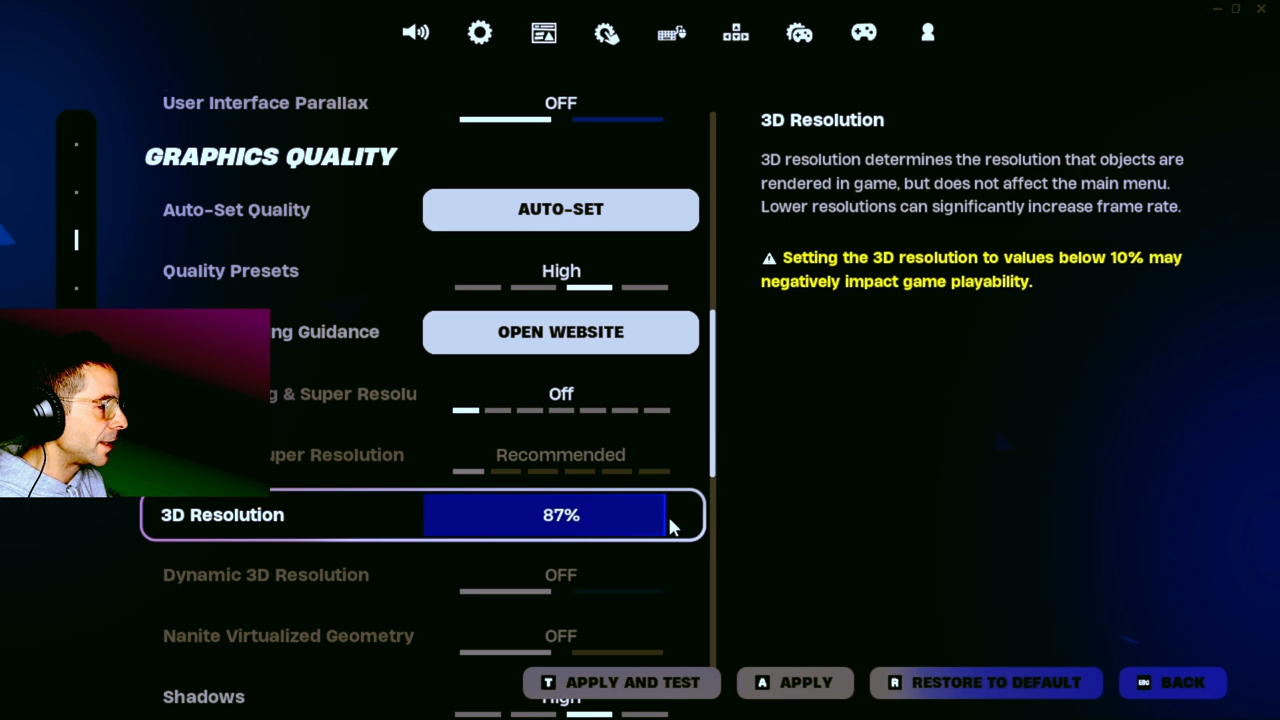 User Interface Parallax
OFF
GRAPHICS QUALITY
Auto-Set Quality
AUTO-SET
Quality Presets
High
ng Guidance
OPEN WEBSITE
g & Super Resolu
Off
uper Resolution
Recommended
3D Resolution
87%
Dynamic 3D Resolution
OFF
Nanite Virtualized Geometry
OFF
Shadows
High
3D Resolution
3D resolution determines the resolution that objects are
rendered in game, but does not affect the main menu.
Lower resolutions can significantly increase frame rate.
Setting the 3D resolution to values below 10% may
negatively impact game playability.
T APPLY AND TEST
A APPLY
R RESTORE TO DEFAULT
BACK